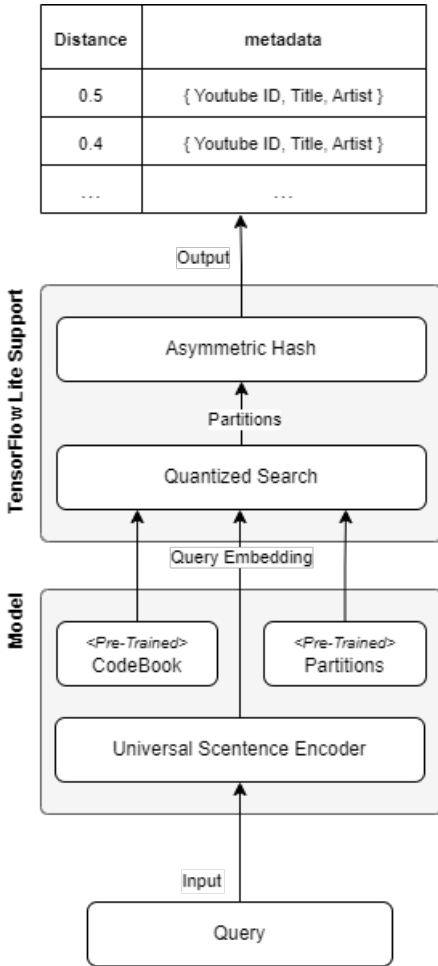 Distance metadata
0.5 { Youtube ID, Title, Artist }
0.4 { Youtube ID, Title, Artist }
... ...
Output
TensorFlow Lite Support
Asymmetric Hash
Partitions
Quantized Search
Query Embedding
Model
<Pre-Trained>
CodeBook
<Pre-Trained>
Partitions
Universal Scentence Encoder
Input
Query